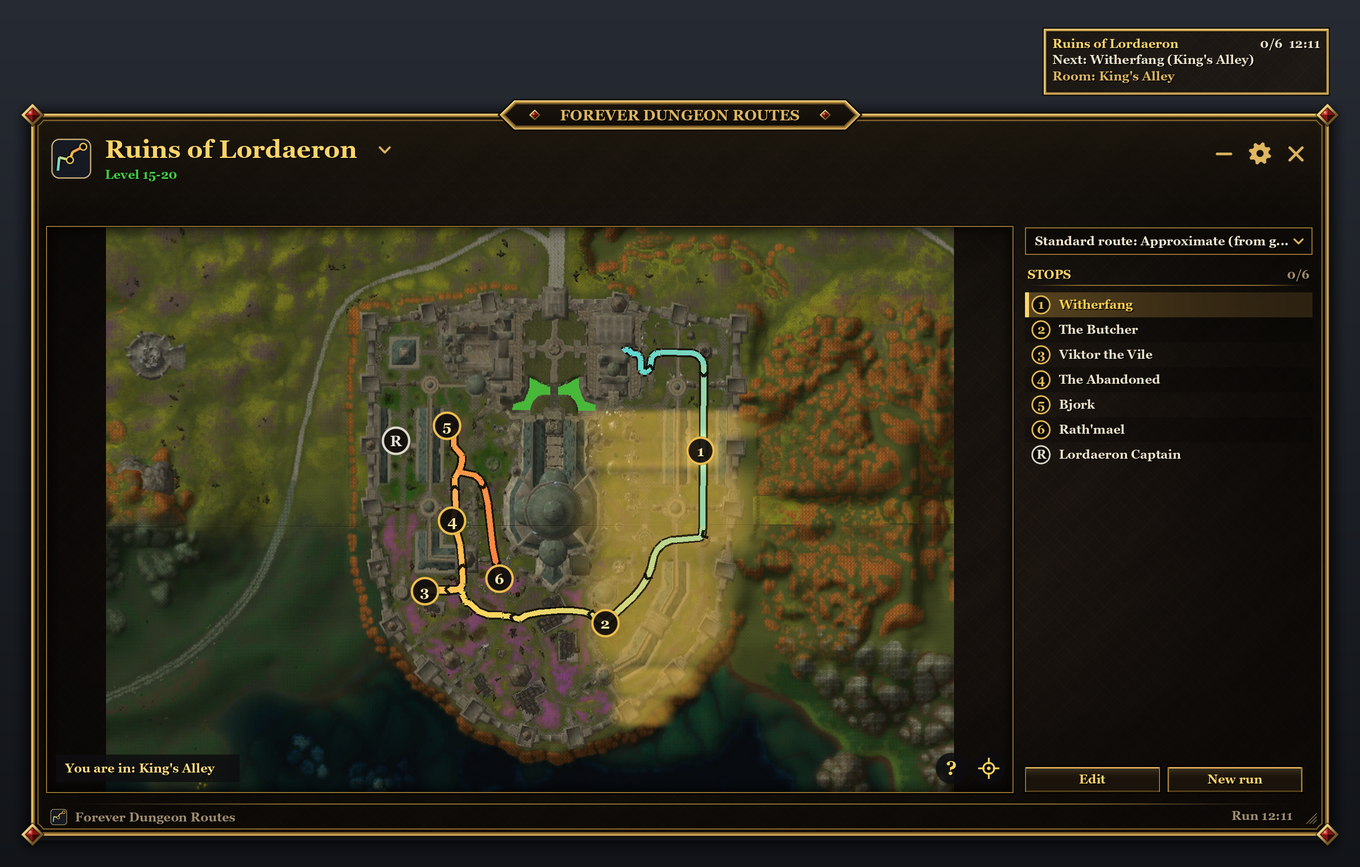 Ruins of Lordaeron 0/6 12:11
Next: Witherfang (King's Alley)
Room: King's Alley
FOREVER DUNGEON ROUTES
Ruins of Lordaeron
Level 15-20
Standard route: Approximate (from g...
STOPS 0/6
1 Witherfang
2 The Butcher
3 Viktor the Vile
4 The Abandoned
5 Bjork
6 Rath'mael
R Lordaeron Captain
5
R
1
4
6
3
2
You are in: King's Alley
?
Edit
New run
Forever Dungeon Routes
Run 12:11